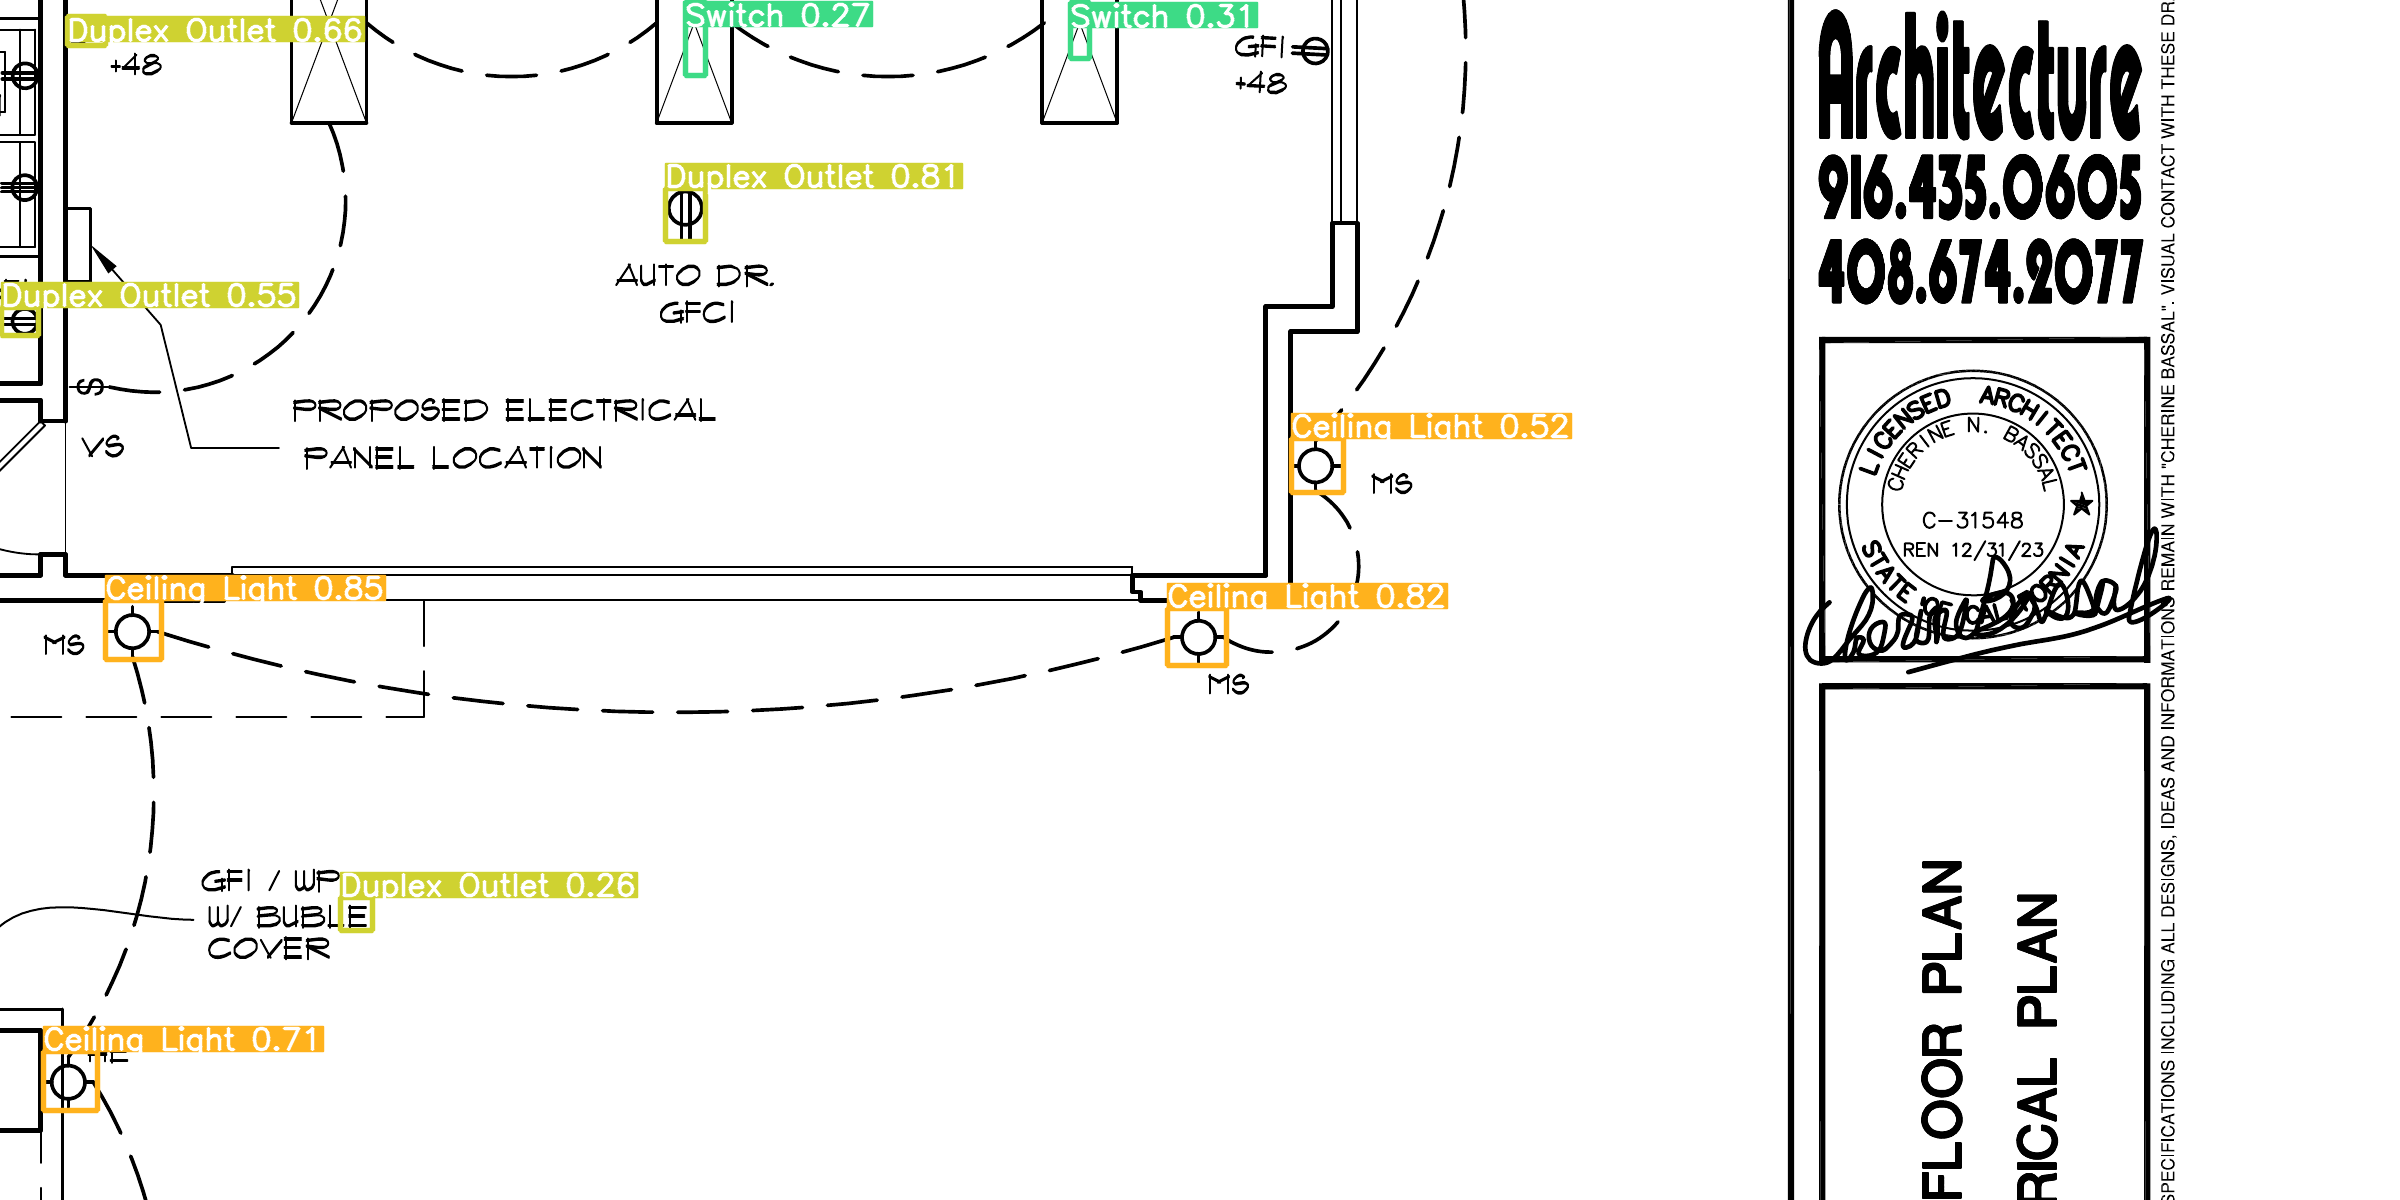 Duplex Outlet 0.66
+48
Switch 0.27
Switch 0.31
GFI
+48
Duplex Outlet 0.81
AUTO DR.
GFCI
Duplex Outlet 0.55
S
VS
PROPOSED ELECTRICAL
PANEL LOCATION
Ceiling Light 0.52
MS
Ceiling Light 0.85
MS
Ceiling Light 0.82
MS
GFI / WP
Duplex Outlet 0.26
W/ BUBLE
COVER
Ceiling Light 0.71
Architecture
916.435.0605
408.674.2077
LICENSED ARCHITECT
CHERINE N. BASSAL
C-31548
REN 12/31/23
STATE OF CALIFORNIA
Cherine Bassal
FLOOR PLAN
RICAL PLAN
SPECIFICATIONS INCLUDING ALL DESIGNS, IDEAS AND INFORMATIONS REMAIN WITH "CHERINE BASSAL". VISUAL CONTACT WITH THESE DR